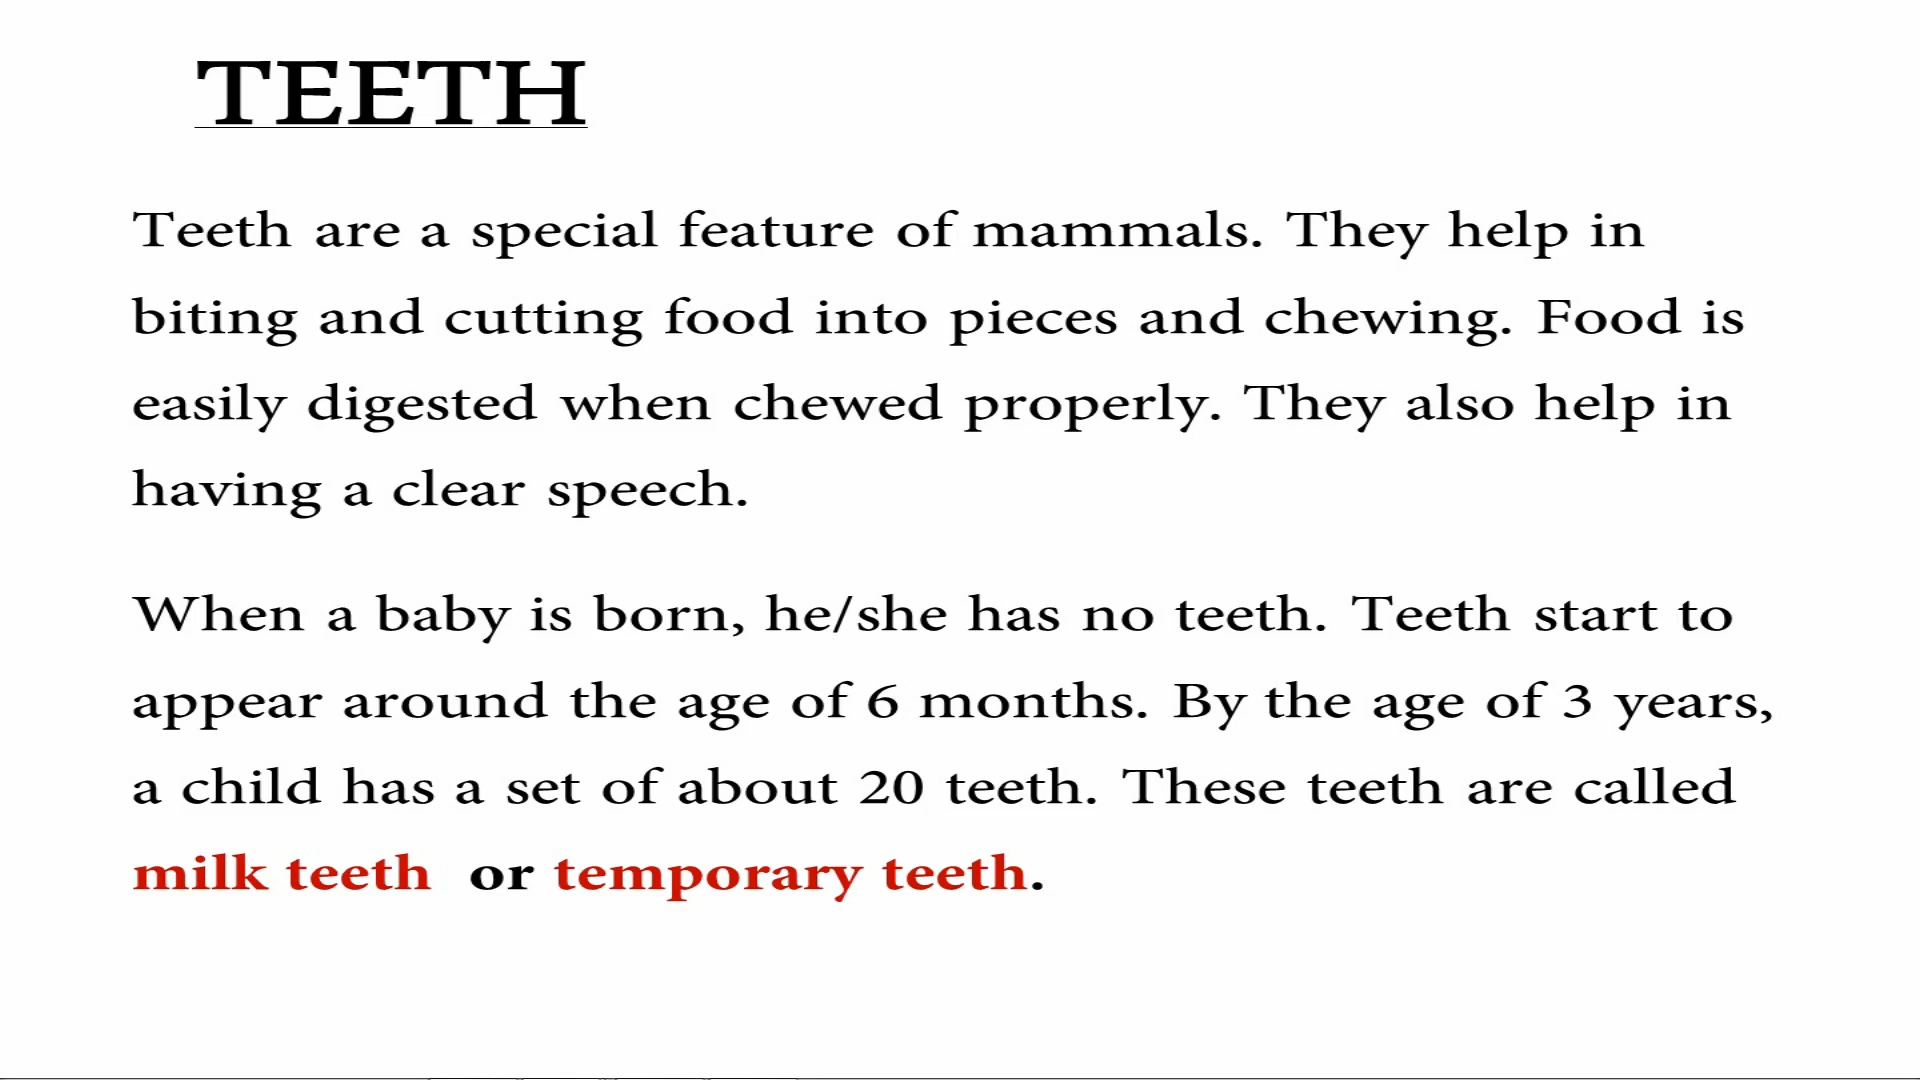 TEETH
Teeth are a special feature of mammals. They help in
biting and cutting food into pieces and chewing. Food is
easily digested when chewed properly. They also help in
having a clear speech.
When a baby is born, he/she has no teeth. Teeth start to
appear around the age of 6 months. By the age of 3 years,
a child has a set of about 20 teeth. These teeth are called
milk teeth  or temporary teeth.